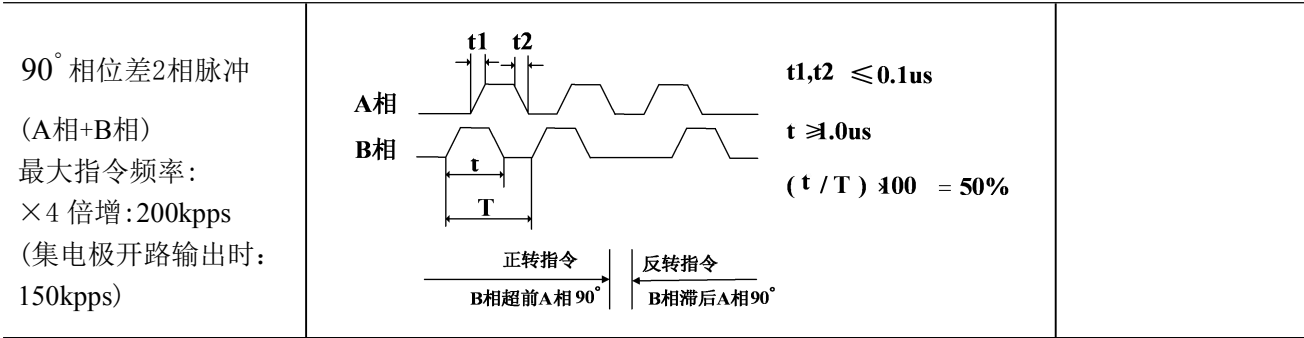 90°相位差2相脉冲
(A相+B相)
最大指令频率:
×4 倍增:200kpps
(集电极开路输出时:
150kpps)
t1 t2
A相
B相
t
T
正转指令 反转指令
B相超前A相90° B相滞后A相90°
t1,t2 ≤0.1us
t ≥1.0us
( t / T ) ×100 = 50%